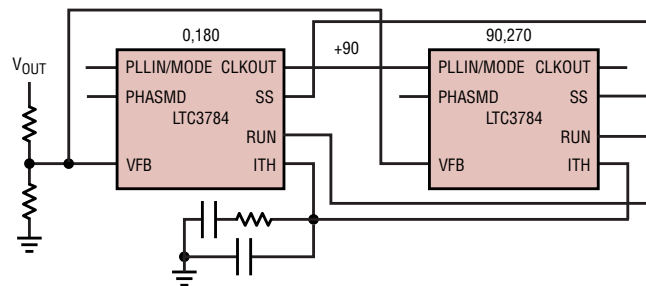 0,180
90,270
+90
VOUT
PLLIN/MODE CLKOUT
PHASMD SS
LTC3784
RUN
VFB ITH
PLLIN/MODE CLKOUT
PHASMD SS
LTC3784
RUN
VFB ITH